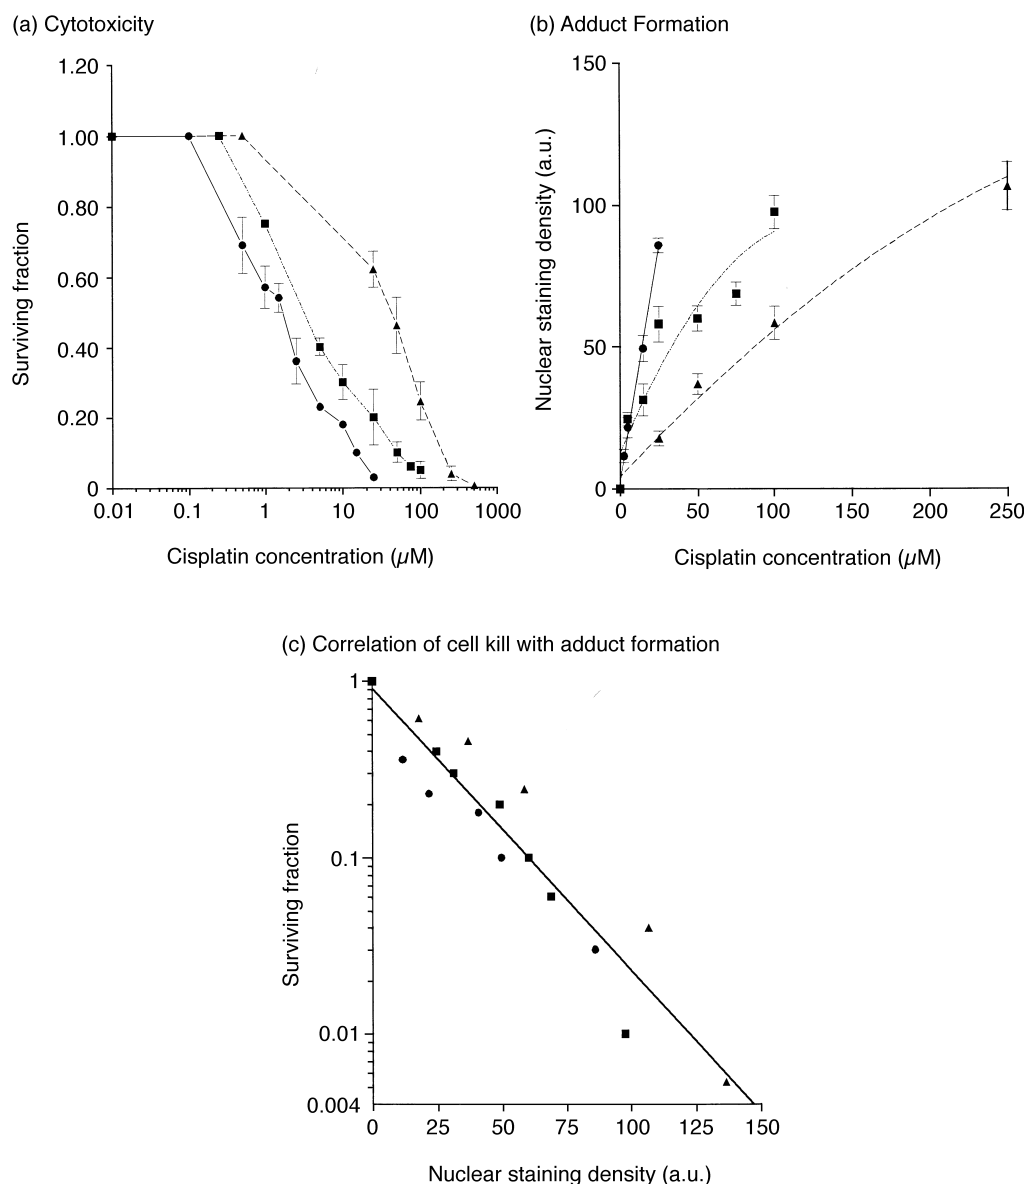 (a) Cytotoxicity
1.20
1.00
0.80
0.60
0.40
0.20
0
Surviving fraction
0.01 0.1 1 10 100 1000
Cisplatin concentration (µM)
(b) Adduct Formation
150
100
50
0
Nuclear staining density (a.u.)
0 50 100 150 200 250
Cisplatin concentration (µM)
(c) Correlation of cell kill with adduct formation
1
0.1
0.01
0.004
Surviving fraction
0 25 50 75 100 125 150
Nuclear staining density (a.u.)